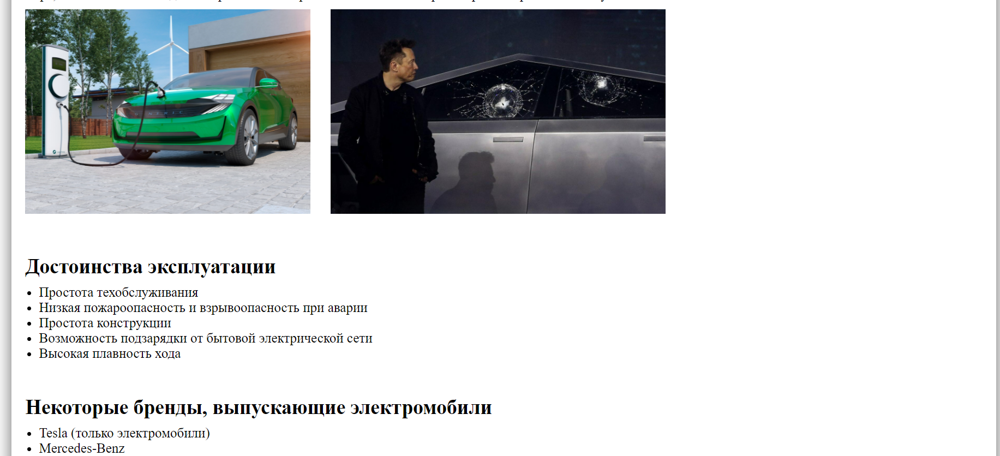 GENERIC
Достоинства эксплуатации
Простота техобслуживания
Низкая пожароопасность и взрывоопасность при аварии
Простота конструкции
Возможность подзарядки от бытовой электрической сети
Высокая плавность хода
Некоторые бренды, выпускающие электромобили
Tesla (только электромобили)
Mercedes-Benz